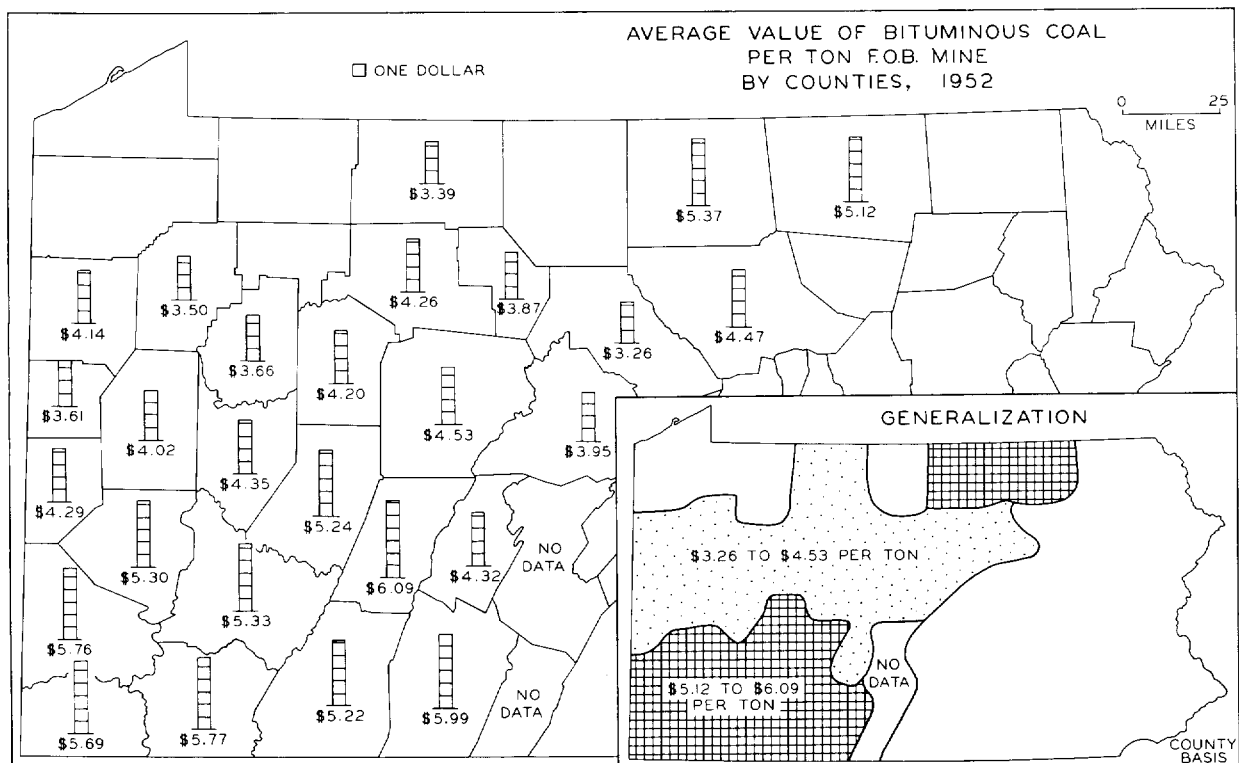 AVERAGE VALUE OF BITUMINOUS COAL
PER TON F.O.B. MINE
BY COUNTIES, 1952
ONE DOLLAR
0 25
MILES
$3.39
$5.37
$5.12
$4.14
$3.50
$4.26
$3.87
$3.26
$4.47
$3.61
$3.66
$4.20
$4.53
$3.95
$4.02
$4.35
$4.29
$5.24
$5.30
$5.33
$6.09
$4.32
NO
DATA
$5.76
$5.69
$5.77
$5.22
$5.99
NO
DATA
GENERALIZATION
$3.26 TO $4.53 PER TON
NO
DATA
$5.12 TO $6.09
PER TON
COUNTY
BASIS